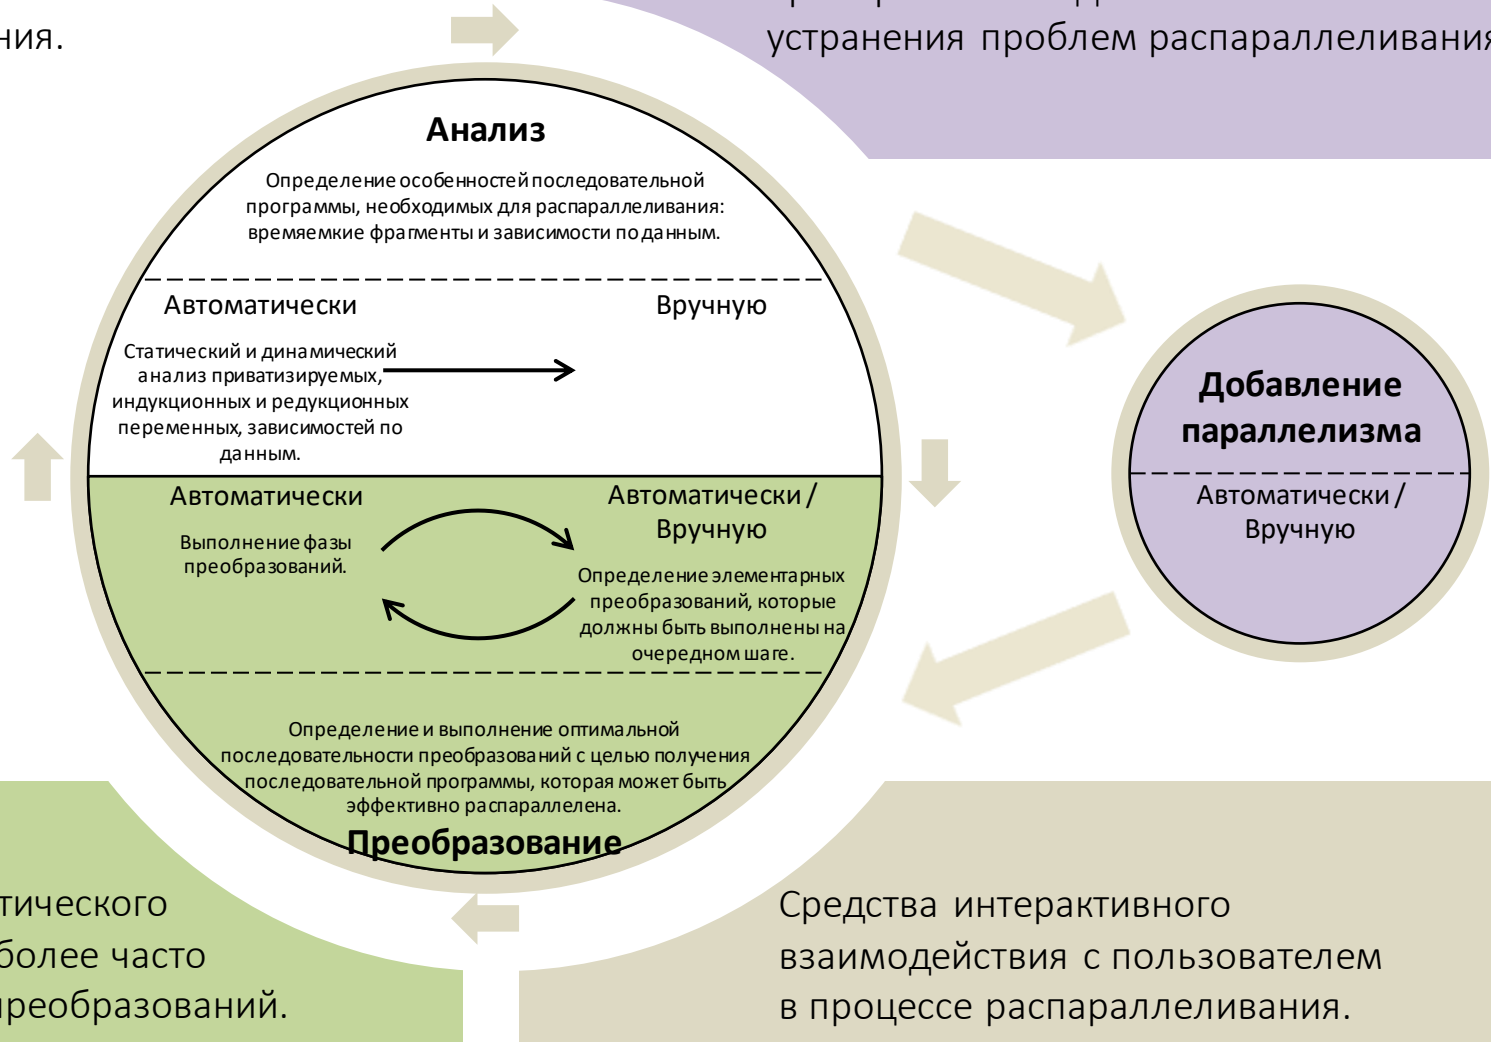 ния.
устранения проблем распараллеливания
Анализ
Определение особенностей последовательной
программы, необходимых для распараллеливания:
времяемкие фрагменты и зависимости по данным.
Автоматически
Вручную
Статический и динамический
анализ приватизируемых,
индукционных и редукционных
переменных, зависимостей по
данным.
Автоматически
Выполнение фазы
преобразований.
Автоматически /
Вручную
Определение элементарных
преобразований, которые
должны быть выполнены на
очередном шаге.
Определение и выполнение оптимальной
последовательности преобразований с целью получения
последовательной программы, которая может быть
эффективно распараллелена.
Преобразование
Добавление
параллелизма
Автоматически /
Вручную
тического
более часто
преобразований.
Средства интерактивного
взаимодействия с пользователем
в процессе распараллеливания.